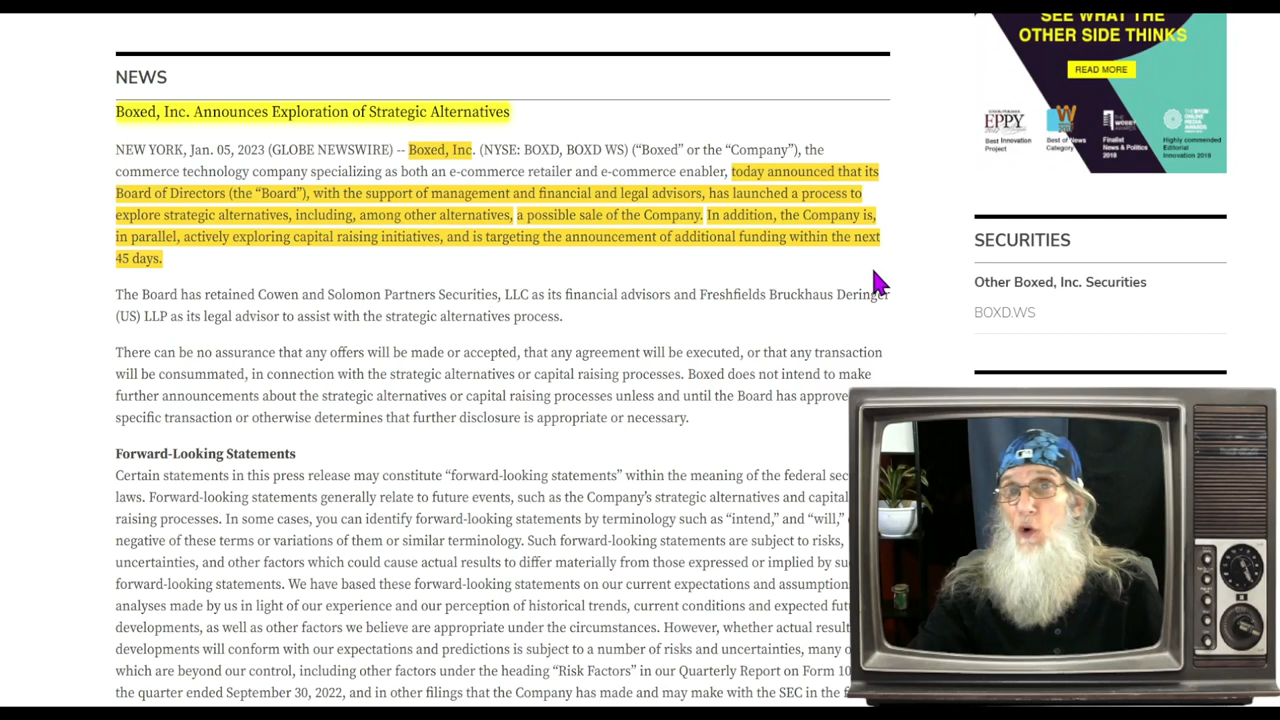 SEE WHAT THE
OTHER SIDE THINKS
READ MORE
EPPY
Best Innovation
Project
W
Best of News
Category
Finalist
News & Politics
2018
Highly commended
Editorial
Innovation 2018
NEWS
Boxed, Inc. Announces Exploration of Strategic Alternatives
NEW YORK, Jan. 05, 2023 (GLOBE NEWSWIRE) -- Boxed, Inc. (NYSE: BOXD, BOXD WS) (“Boxed” or the “Company”), the
commerce technology company specializing as both an e-commerce retailer and e-commerce enabler, today announced that its
Board of Directors (the “Board”), with the support of management and financial and legal advisors, has launched a process to
explore strategic alternatives, including, among other alternatives, a possible sale of the Company. In addition, the Company is,
in parallel, actively exploring capital raising initiatives, and is targeting the announcement of additional funding within the next
45 days.
The Board has retained Cowen and Solomon Partners Securities, LLC as its financial advisors and Freshfields Bruckhaus Deringer
(US) LLP as its legal advisor to assist with the strategic alternatives process.
There can be no assurance that any offers will be made or accepted, that any agreement will be executed, or that any transaction
will be consummated, in connection with the strategic alternatives or capital raising processes. Boxed does not intend to make
further announcements about the strategic alternatives or capital raising processes unless and until the Board has approve
specific transaction or otherwise determines that further disclosure is appropriate or necessary.
Forward-Looking Statements
Certain statements in this press release may constitute “forward-looking statements” within the meaning of the federal sec
laws. Forward-looking statements generally relate to future events, such as the Company’s strategic alternatives and capital
raising processes. In some cases, you can identify forward-looking statements by terminology such as “intend,” and “will,”
negative of these terms or variations of them or similar terminology. Such forward-looking statements are subject to risks,
uncertainties, and other factors which could cause actual results to differ materially from those expressed or implied by su
forward-looking statements. We have based these forward-looking statements on our current expectations and assumption
analyses made by us in light of our experience and our perception of historical trends, current conditions and expected fut
developments, as well as other factors we believe are appropriate under the circumstances. However, whether actual result
developments will conform with our expectations and predictions is subject to a number of risks and uncertainties, many o
which are beyond our control, including other factors under the heading “Risk Factors” in our Quarterly Report on Form 10
the quarter ended September 30, 2022, and in other filings that the Company has made and may make with the SEC in the f
SECURITIES
Other Boxed, Inc. Securities
BOXD.WS